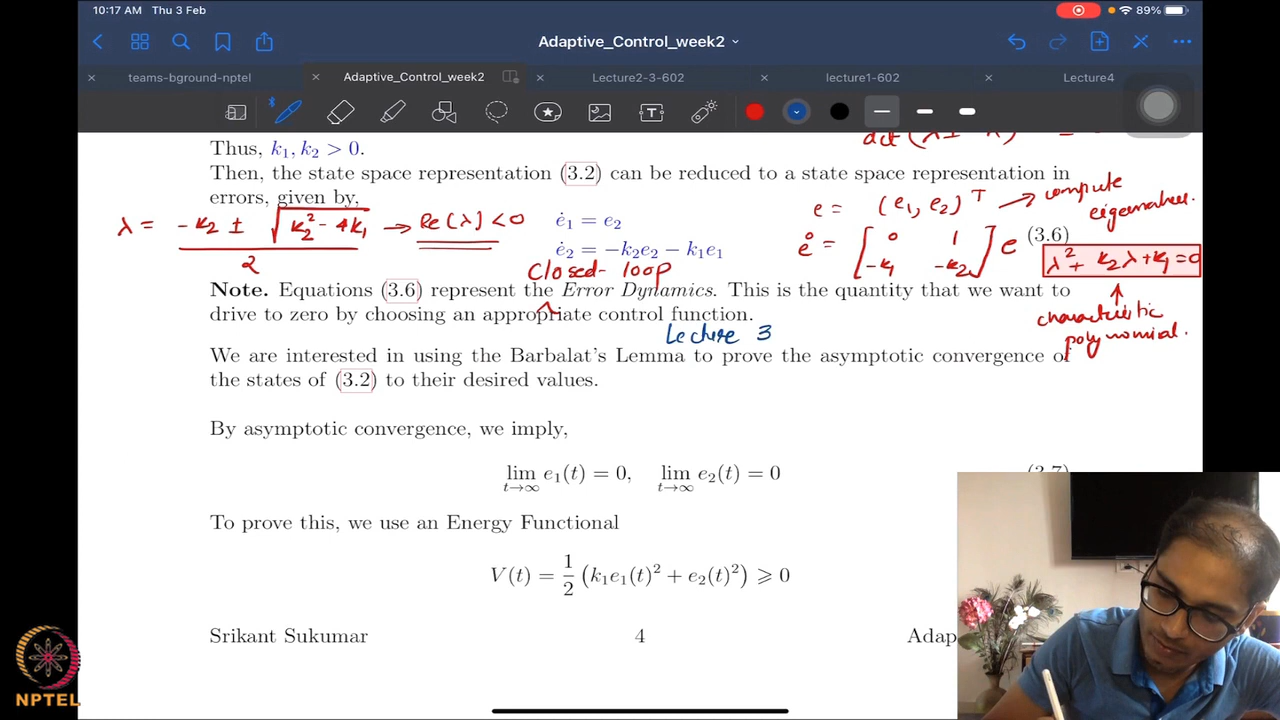 10:17 AM Thu 3 Feb
89%
Adaptive_Control_week2
teams-bground-nptel
Adaptive_Control_week2
Lecture2-3-602
lecture1-602
Lecture4
Thus, k₁, k₂ > 0.
Then, the state space representation (3.2) can be reduced to a state space representation in
errors, given by,
λ = (-k₂ ± √(k₂² - 4k₁)) / 2 → Re(λ) < 0
ė₁ = e₂
ė₂ = −k₂e₂ − k₁e₁
(3.6)
e = (e₁, e₂)ᵀ → compute
eigenvalues.
ė = [0 1
-k₁ -k₂] e
λ² + k₂λ + k₁ = 0
characteristic
polynomial.
Closed-loop
Note. Equations (3.6) represent the Error Dynamics. This is the quantity that we want to
drive to zero by choosing an appropriate control function.
Lecture 3
We are interested in using the Barbalat's Lemma to prove the asymptotic convergence of
the states of (3.2) to their desired values.
By asymptotic convergence, we imply,
lim t→∞ e₁(t) = 0, lim t→∞ e₂(t) = 0
(3.7)
To prove this, we use an Energy Functional
V(t) = 1/2 (k₁e₁(t)² + e₂(t)²) ⩾ 0
Srikant Sukumar
4
Adap
NPTEL